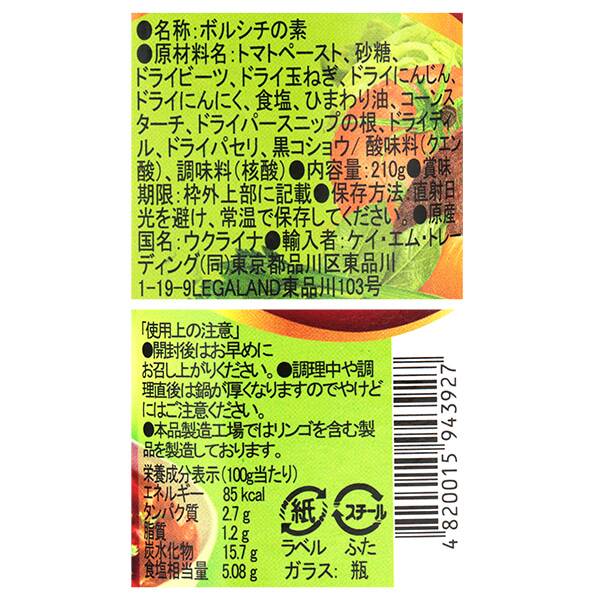 ●名称:ボルシチの素
●原材料名:トマトペースト、砂糖、
ドライビーツ、ドライ玉ねぎ、ドライにんじん、
ドライにんにく、食塩、ひまわり油、コーンス
ターチ、ドライパースニップの根、ドライディ
ル、ドライパセリ、黒コショウ/ 酸味料(クエン
酸)、調味料(核酸)●内容量:210g●賞味
期限:枠外上部に記載●保存方法:直射日
光を避け、常温で保存してください。●原産
国名:ウクライナ●輸入者:ケイ・エム・トレー
ディング(同)東京都品川区東品川
1-19-9LEGALAND東品川103号
「使用上の注意」
●開封後はお早めに
お召し上がりください。●調理中や調
理直後は鍋が厚くなりますのでやけど
にはご注意ください。
●本品製造工場ではリンゴを含む製
品を製造しております。
栄養成分表示(100g当たり)
エネルギー 85 kcal
タンパク質 2.7 g
脂質 1.2 g
炭水化物 15.7 g
食塩相当量 5.08 g
紙 スチール
ラベル ふた
ガラス: 瓶
4 820015 943927